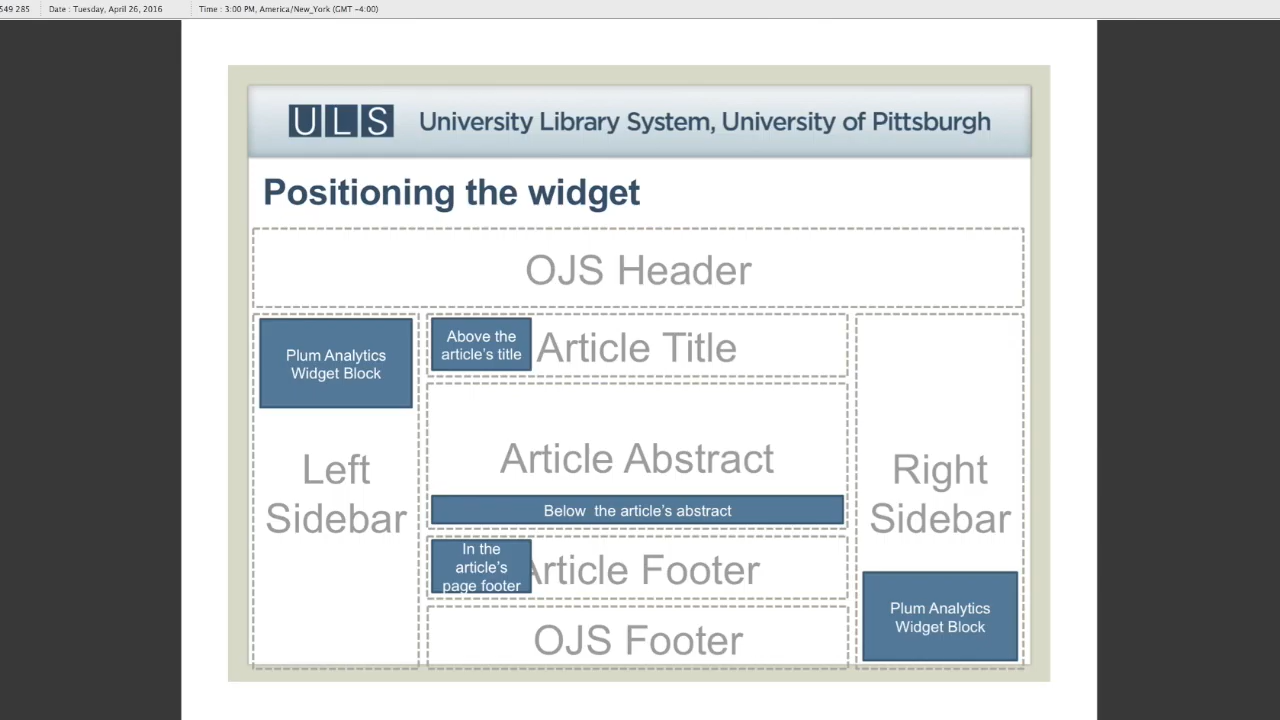 549 285
Date : Tuesday, April 26, 2016
Time : 3:00 PM, America/New_York (GMT -4:00)
ULS
University Library System, University of Pittsburgh
Positioning the widget
OJS Header
Plum Analytics
Widget Block
Left
Sidebar
Above the
article's title
Article Title
Article Abstract
Below the article's abstract
In the
article's
page footer
Article Footer
OJS Footer
Right
Sidebar
Plum Analytics
Widget Block